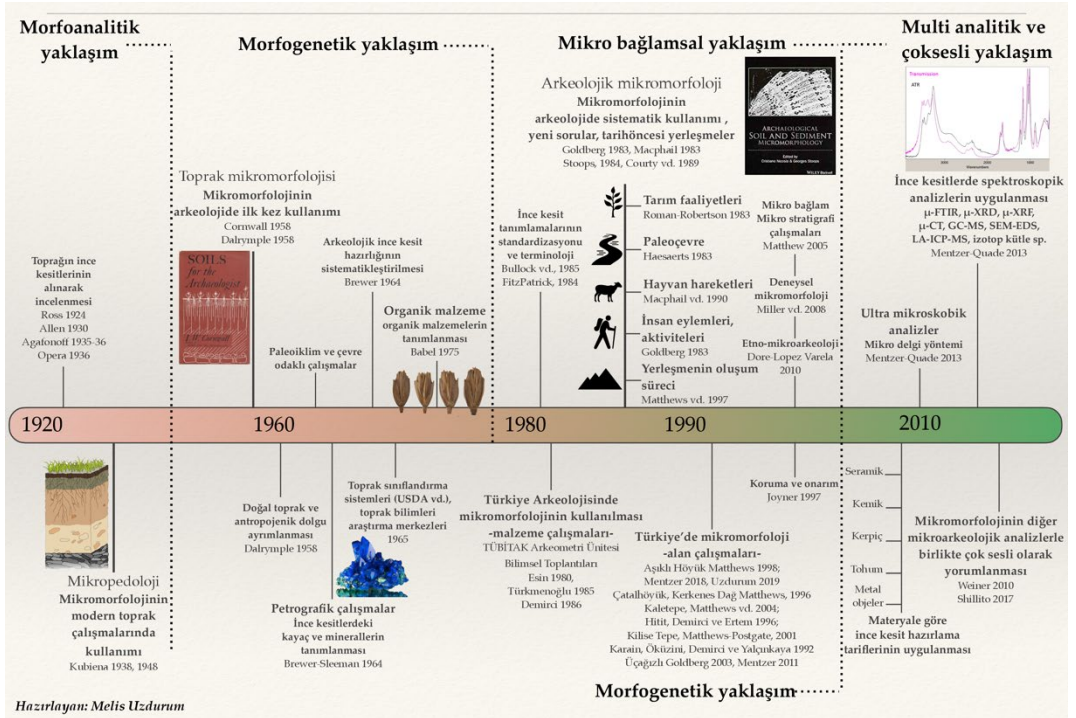 Morfoanalitik
yaklaşım
Morfogenetik yaklaşım
Mikro bağlamsal yaklaşım
Multi analitik ve
çoksesli yaklaşım
Toprağın ince
kesitlerinin
alınarak
incelenmesi
Ross 1924
Allen 1930
Agafonoff 1935-36
Opera 1936
Toprak mikromorfolojisi
Mikromorfolojinin
arkeolojide ilk kez kullanımı
Cornwall 1958
Dalrymple 1958
SOILS
for the
Archaeologist
Paleoiklim ve çevre
odaklı çalışmalar
Arkeolojik ince kesit
hazırlığının
sistematikleştirilmesi
Brewer 1964
Organik malzeme
organik malzemelerin
tanımlanması
Babel 1975
İnce kesit
tanımlamalarının
standardizasyonu
ve terminoloji
Bullock vd., 1985
FitzPatrick, 1984
Arkeolojik mikromorfoloji
Mikromorfolojinin
arkeolojide sistematik kullanımı ,
yeni sorular, tarihöncesi yerleşmeler
Goldberg 1983, Macphail 1983
Stoops, 1984, Courty vd. 1989
ARCHAEOLOGICAL
SOIL AND SEDIMENT
MICROMORPHOLOGY
Edited by
Cristiano Nicosia & Georges Stoops
WILEY Blackwell
Tarım faaliyetleri
Roman-Robertson 1983
Paleoçevre
Haesaerts 1983
Hayvan hareketleri
Macphail vd. 1990
İnsan eylemleri,
aktiviteleri
Goldberg 1983
Yerleşmenin oluşum
süreci
Matthews vd. 1997
Mikro bağlam
Mikro stratigrafi
çalışmaları
Matthew 2005
Deneysel
mikromorfoloji
Miller vd. 2008
Etno-mikroarkeoloji
Dore-Lopez Varela
2010
Transmission
ATR
İnce kesitlerde spektroskopik
analizlerin uygulanması
μ-FTIR, μ-XRD, μ-XRF,
μ-CT, GC-MS, SEM-EDS,
LA-ICP-MS, izotop kütle sp.
Mentzer-Quade 2013
Ultra mikroskobik
analizler
Mikro delgi yöntemi
Mentzer-Quade 2013
1920
1960
1980
1990
2010
Mikropedoloji
Mikromorfolojinin
modern toprak
çalışmalarında
kullanımı
Kubiena 1938, 1948
Doğal toprak ve
antropojenik dolgu
ayrımlanması
Dalrymple 1958
Petrografik çalışmalar
İnce kesitlerdeki
kayaç ve minerallerin
tanımlanması
Brewer-Sleeman 1964
Toprak sınıflandırma
sistemleri (USDA vd.),
toprak bilimleri
araştırma merkezleri
1965
Türkiye Arkeolojisinde
mikromorfolojinin kullanılması
-malzeme çalışmaları-
TÜBİTAK Arkeometri Ünitesi
Bilimsel Toplantıları
Esin 1980,
Türkmenoğlu 1985
Demirci 1986
Türkiye'de mikromorfoloji
-alan çalışmaları-
Aşıklı Höyük Matthews 1998;
Mentzer 2018, Uzdurum 2019
Çatalhöyük, Kerkenes Dağ Matthews, 1996
Kaletepe, Matthews vd. 2004;
Hitit, Demirci ve Ertem 1996;
Kilise Tepe, Matthews-Postgate, 2001
Karain, Öküzini, Demirci ve Yalçınkaya 1992
Üçağızlı Goldberg 2003, Mentzer 2011
Koruma ve onarım
Joyner 1997
Seramik
Kemik
Kerpiç
Tohum
Metal
objeler
Materyale göre
ince kesit hazırlama
tariflerinin uygulanması
Mikromorfolojinin diğer
mikroarkeolojik analizlerle
birlikte çok sesli olarak
yorumlanması
Weiner 2010
Shillito 2017
Morfogenetik yaklaşım
Hazırlayan: Melis Uzdurum